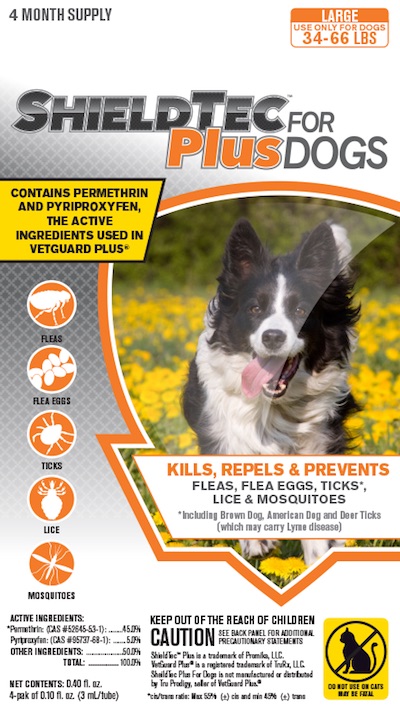 4 MONTH SUPPLY
LARGE
USE ONLY FOR DOGS
34-66 LBS
SHIELDTEC™ FOR
Plus DOGS
CONTAINS PERMETHRIN
AND PYRIPROXYFEN,
THE ACTIVE
INGREDIENTS USED IN
VETGUARD PLUS®
FLEAS
FLEA EGGS
TICKS
LICE
MOSQUITOES
KILLS, REPELS & PREVENTS
FLEAS, FLEA EGGS, TICKS*,
LICE & MOSQUITOES
*Including Brown Dog, American Dog and Deer Ticks
(which may carry Lyme disease)
ACTIVE INGREDIENTS:
*Permethrin: (CAS #52645-53-1): .......45.0%
Pyriproxyfen: (CAS #95737-68-1): ......5.0%
OTHER INGREDIENTS: ...............50.0%
TOTAL: ...............100.0%
NET CONTENTS: 0.40 fl. oz.
4-pak of 0.10 fl. oz. (3 mL/tube)
KEEP OUT OF THE REACH OF CHILDREN
CAUTION SEE BACK PANEL FOR ADDITIONAL
PRECAUTIONARY STATEMENTS
ShieldTec™ Plus is a trademark of Promika, LLC.
VetGuard Plus® is a registered trademark of TruRx, LLC.
ShieldTec Plus For Dogs is not manufactured or distributed
by Tru Prodigy, seller of VetGuard Plus.®
*cis/trans ratio: Max 55% (±) cis and min 45% (±) trans
DO NOT USE ON CATS
MAY BE FATAL